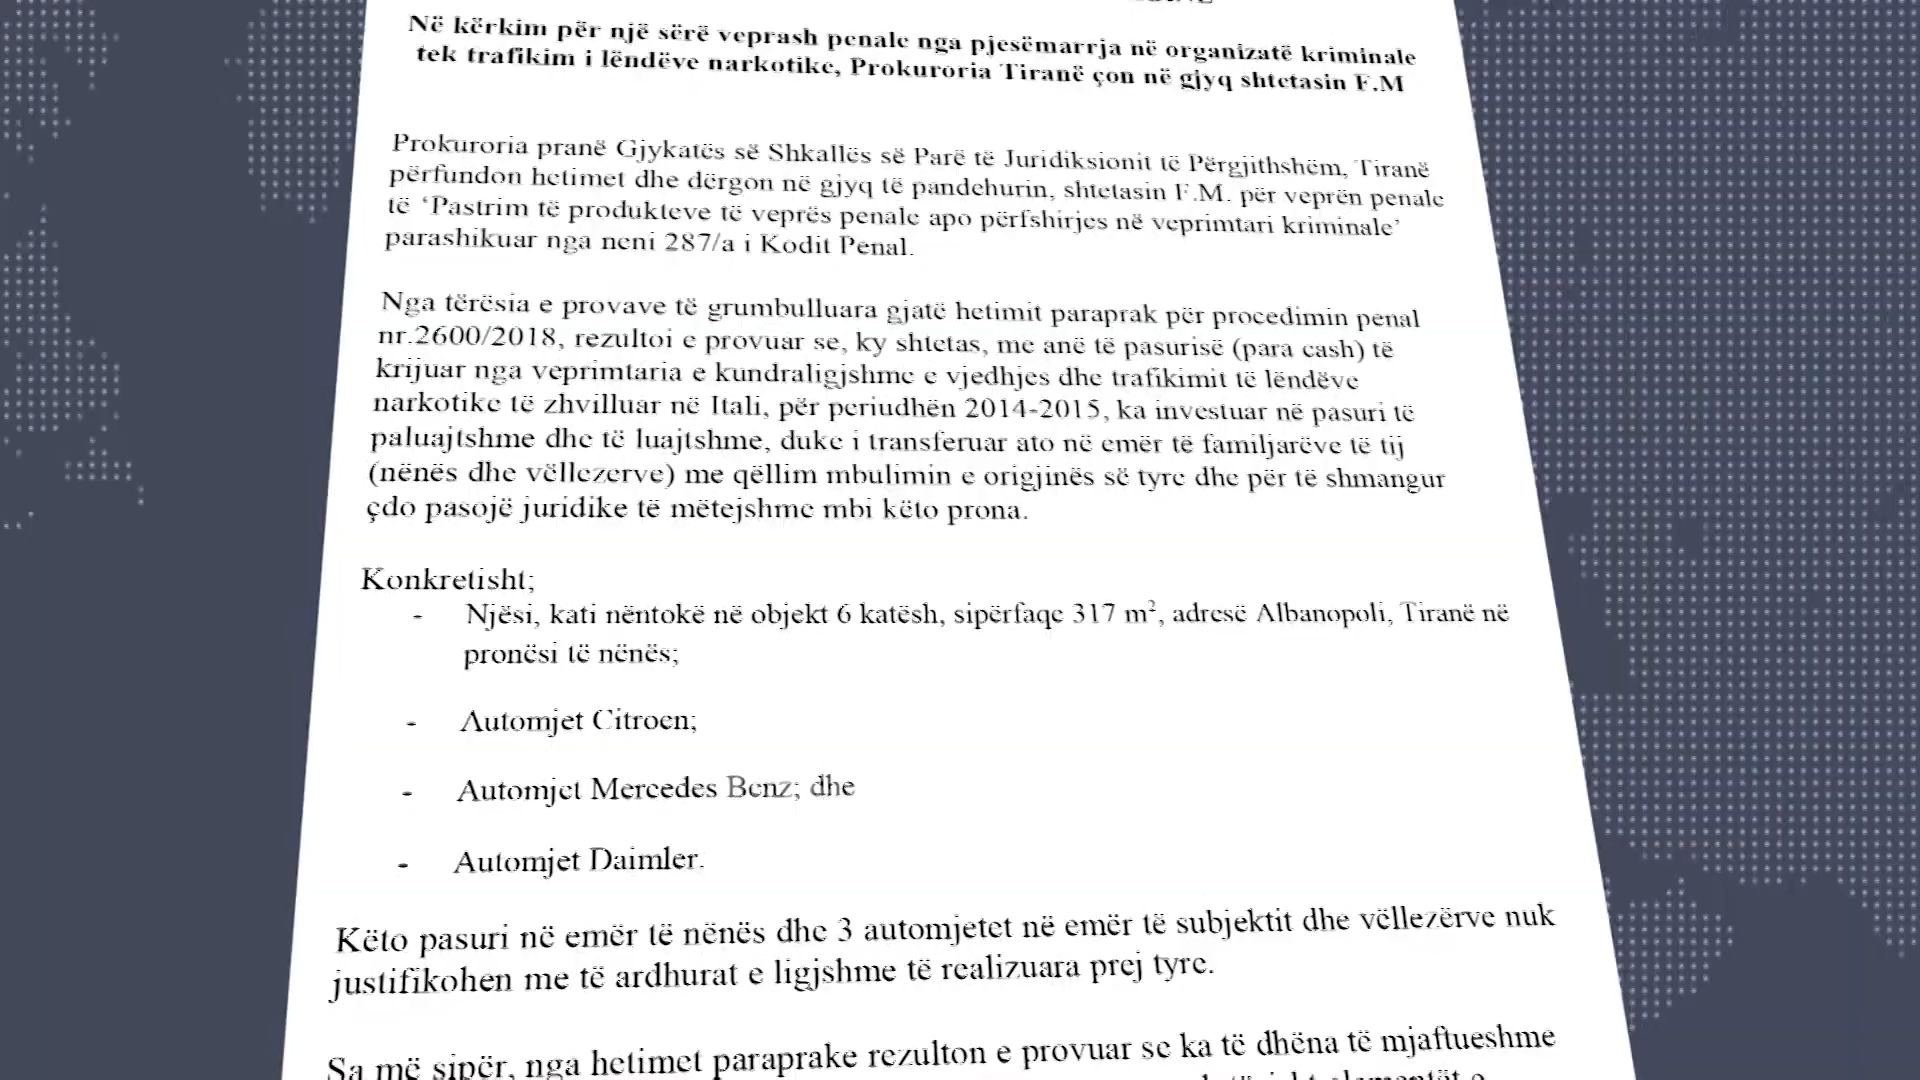 Në kërkim për një sërë veprash penale nga pjesëmarrja në organizatë kriminale
tek trafikim i lëndëve narkotike, Prokuroria Tiranë çon në gjyq shtetasin F.M
Prokuroria pranë Gjykatës së Shkallës së Parë të Juridiksionit të Përgjithshëm, Tiranë
përfundon hetimet dhe dërgon në gjyq të pandehurin, shtetasin F.M. për veprën penale
të ‘Pastrim të produkteve të veprës penale apo përfshirjes në veprimtari kriminale’
parashikuar nga neni 287/a i Kodit Penal.
Nga tërësia e provave të grumbulluara gjatë hetimit paraprak për procedimin penal
nr.2600/2018, rezultoi e provuar se, ky shtetas, me anë të pasurisë (para cash) të
krijuar nga veprimtaria e kundraligjshme e vjedhjes dhe trafikimit të lëndëve
narkotike të zhvilluar në Itali, për periudhën 2014-2015, ka investuar në pasuri të
paluajtshme dhe të luajtshme, duke i transferuar ato në emër të familjarëve të tij
(nënës dhe vëllezerve) me qëllim mbulimin e origjinës së tyre dhe për të shmangur
çdo pasojë juridike të mëtejshme mbi këto prona.
Konkretisht;
- Njësi, kati nëntokë në objekt 6 katësh, sipërfaqe 317 m², adresë Albanopoli, Tiranë në
pronësi të nënës;
- Automjet Citroen;
- Automjet Mercedes Benz; dhe
- Automjet Daimler.
Këto pasuri në emër të nënës dhe 3 automjetet në emër të subjektit dhe vëllezërve nuk
justifikohen me të ardhurat e ligjshme të realizuara prej tyre.
Sa më sipër, nga hetimet paraprake rezulton e provuar se ka të dhëna të mjaftueshme